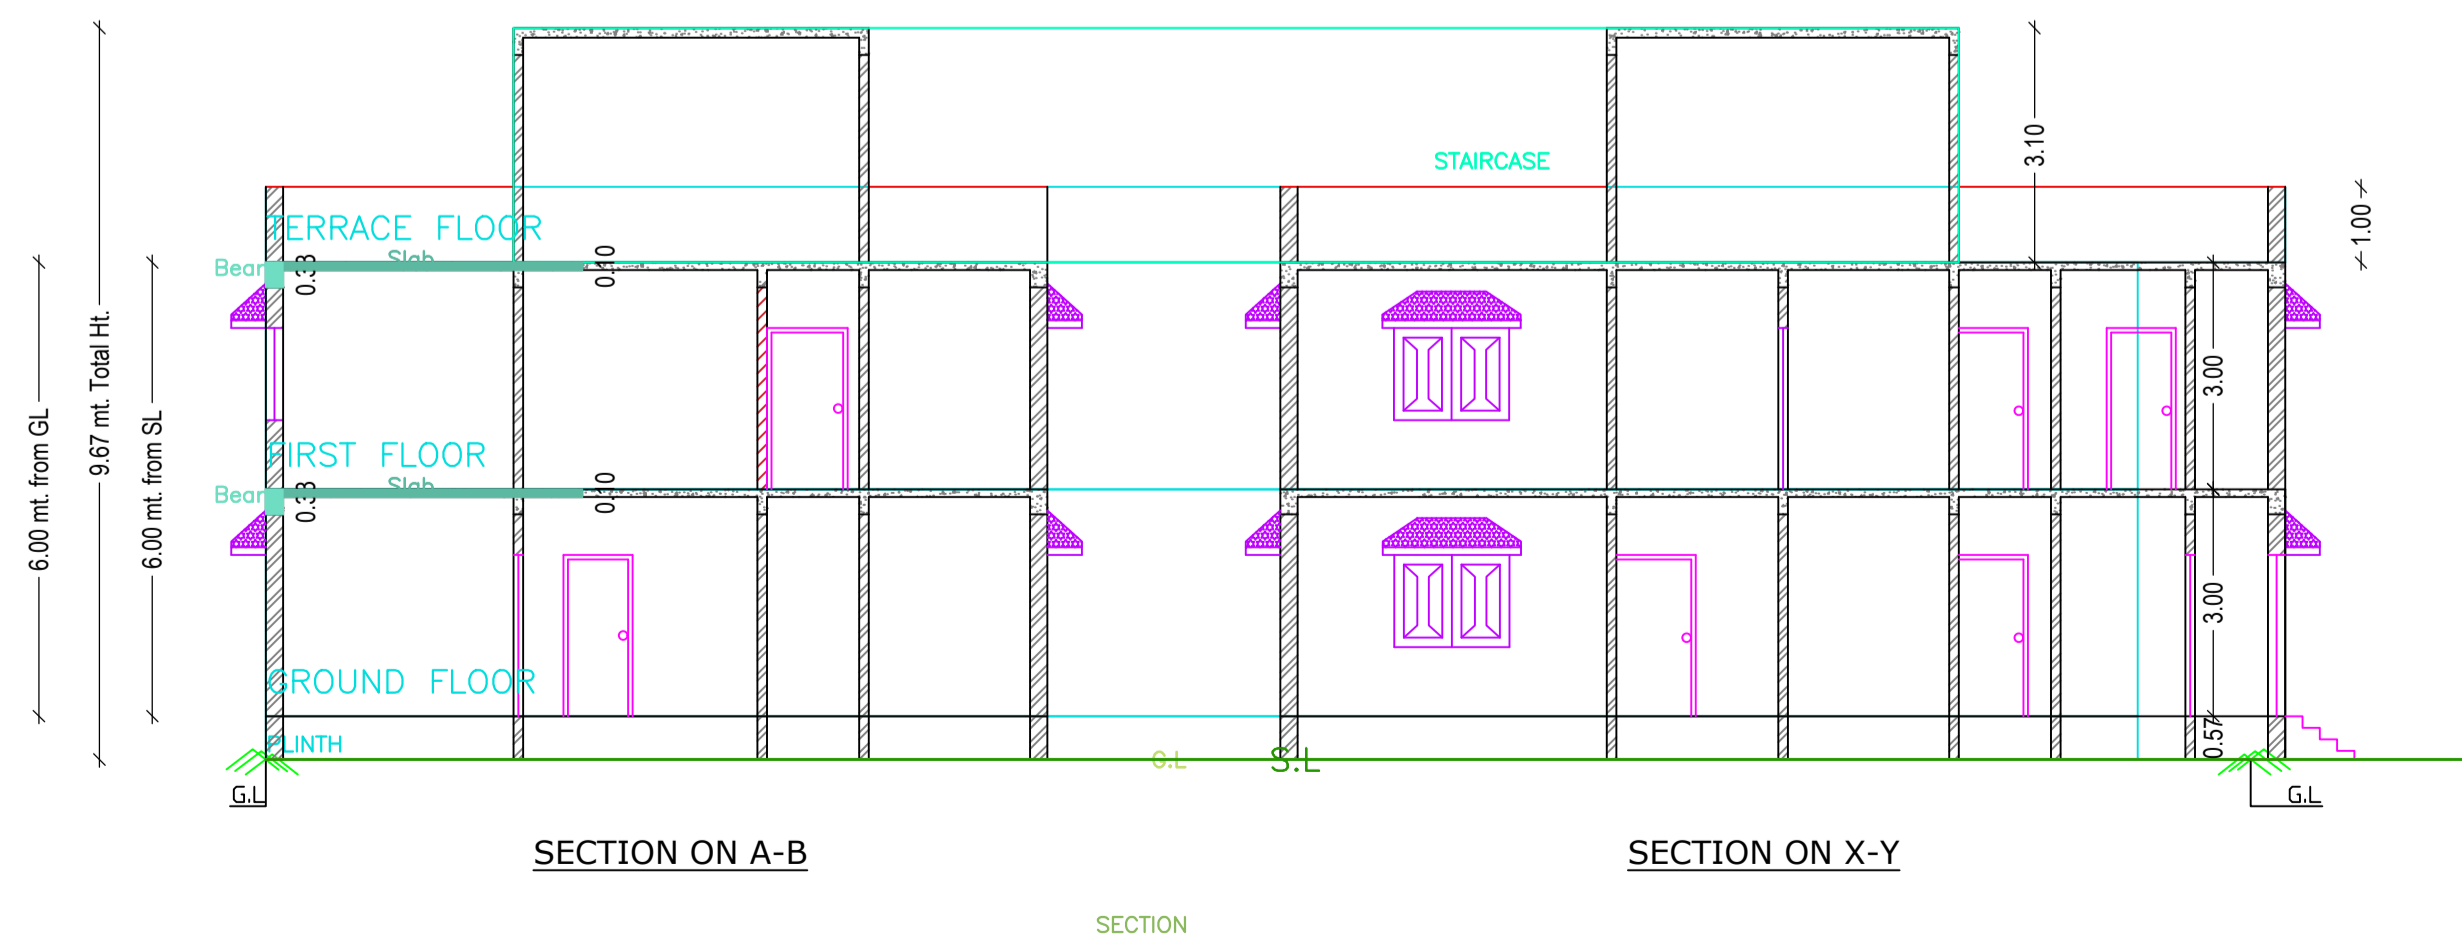 3.10
STAIRCASE
1.00
TERRACE FLOOR
Slab
Bear
0.38
0.10
9.67 mt. Total Ht.
6.00 mt. from GL
6.00 mt. from SL
3.00
FIRST FLOOR
Slab
Bear
0.38
0.10
3.00
GROUND FLOOR
0.57
PLINTH
G.L
S.L
G.L
G.L
SECTION ON A-B
SECTION ON X-Y
SECTION